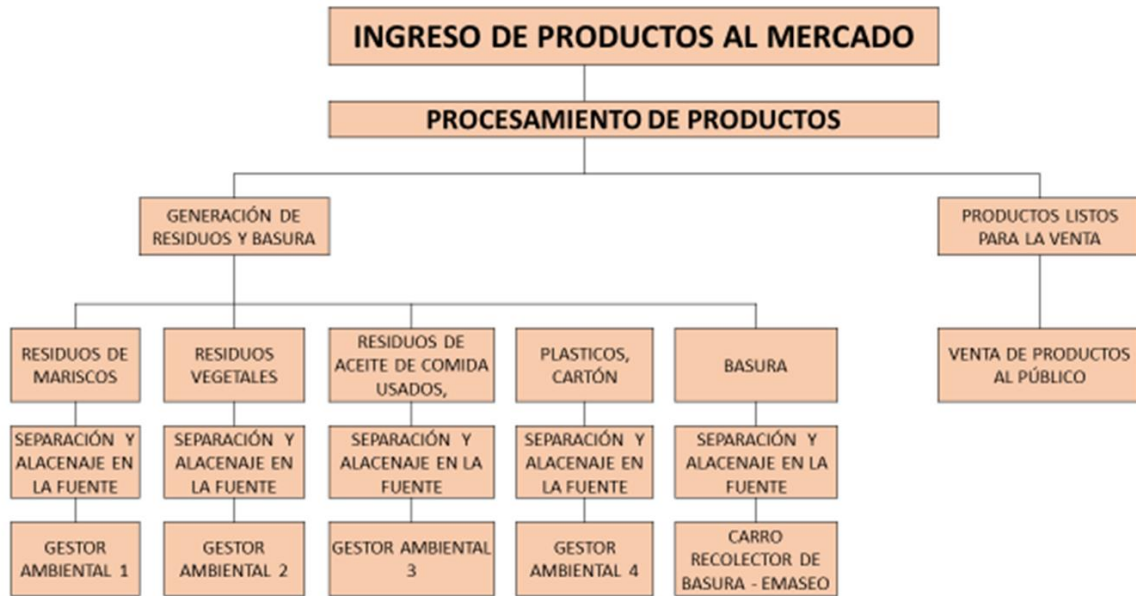 INGRESO DE PRODUCTOS AL MERCADO
PROCESAMIENTO DE PRODUCTOS
GENERACIÓN DE
RESIDUOS Y BASURA
PRODUCTOS LISTOS
PARA LA VENTA
RESIDUOS DE
MARISCOS
RESIDUOS
VEGETALES
RESIDUOS DE
ACEITE DE COMIDA
USADOS,
PLASTICOS,
CARTÓN
BASURA
VENTA DE PRODUCTOS
AL PÚBLICO
SEPARACIÓN Y
ALACENAJE EN
LA FUENTE
SEPARACIÓN Y
ALACENAJE EN
LA FUENTE
SEPARACIÓN Y
ALACENAJE EN LA
FUENTE
SEPARACIÓN Y
ALACENAJE EN
LA FUENTE
SEPARACIÓN Y
ALACENAJE EN LA
FUENTE
GESTOR
AMBIENTAL 1
GESTOR
AMBIENTAL 2
GESTOR AMBIENTAL
3
GESTOR
AMBIENTAL 4
CARRO
RECOLECTOR DE
BASURA - EMASEO